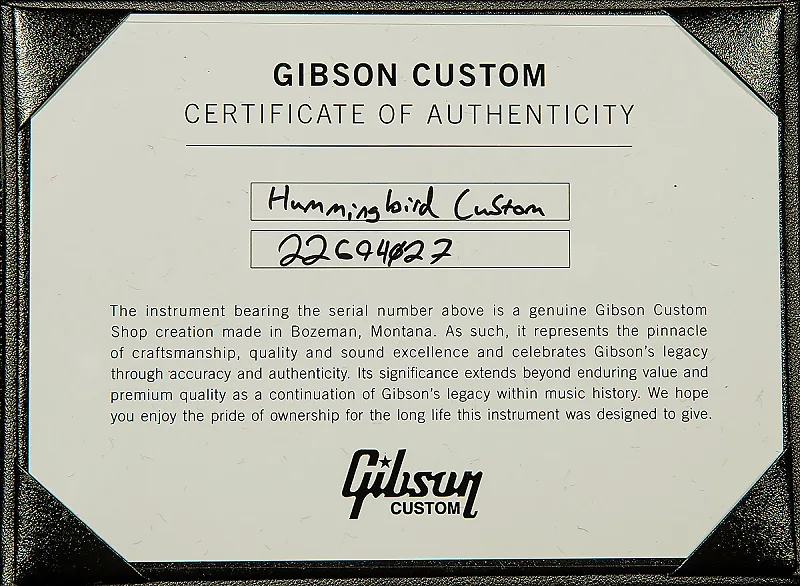 GIBSON CUSTOM
CERTIFICATE OF AUTHENTICITY
Hummingbird Custom
22694027
The instrument bearing the serial number above is a genuine Gibson Custom
Shop creation made in Bozeman, Montana. As such, it represents the pinnacle
of craftsmanship, quality and sound excellence and celebrates Gibson's legacy
through accuracy and authenticity. Its significance extends beyond enduring value and
premium quality as a continuation of Gibson's legacy within music history. We hope
you enjoy the pride of ownership for the long life this instrument was designed to give.
Gibson
CUSTOM